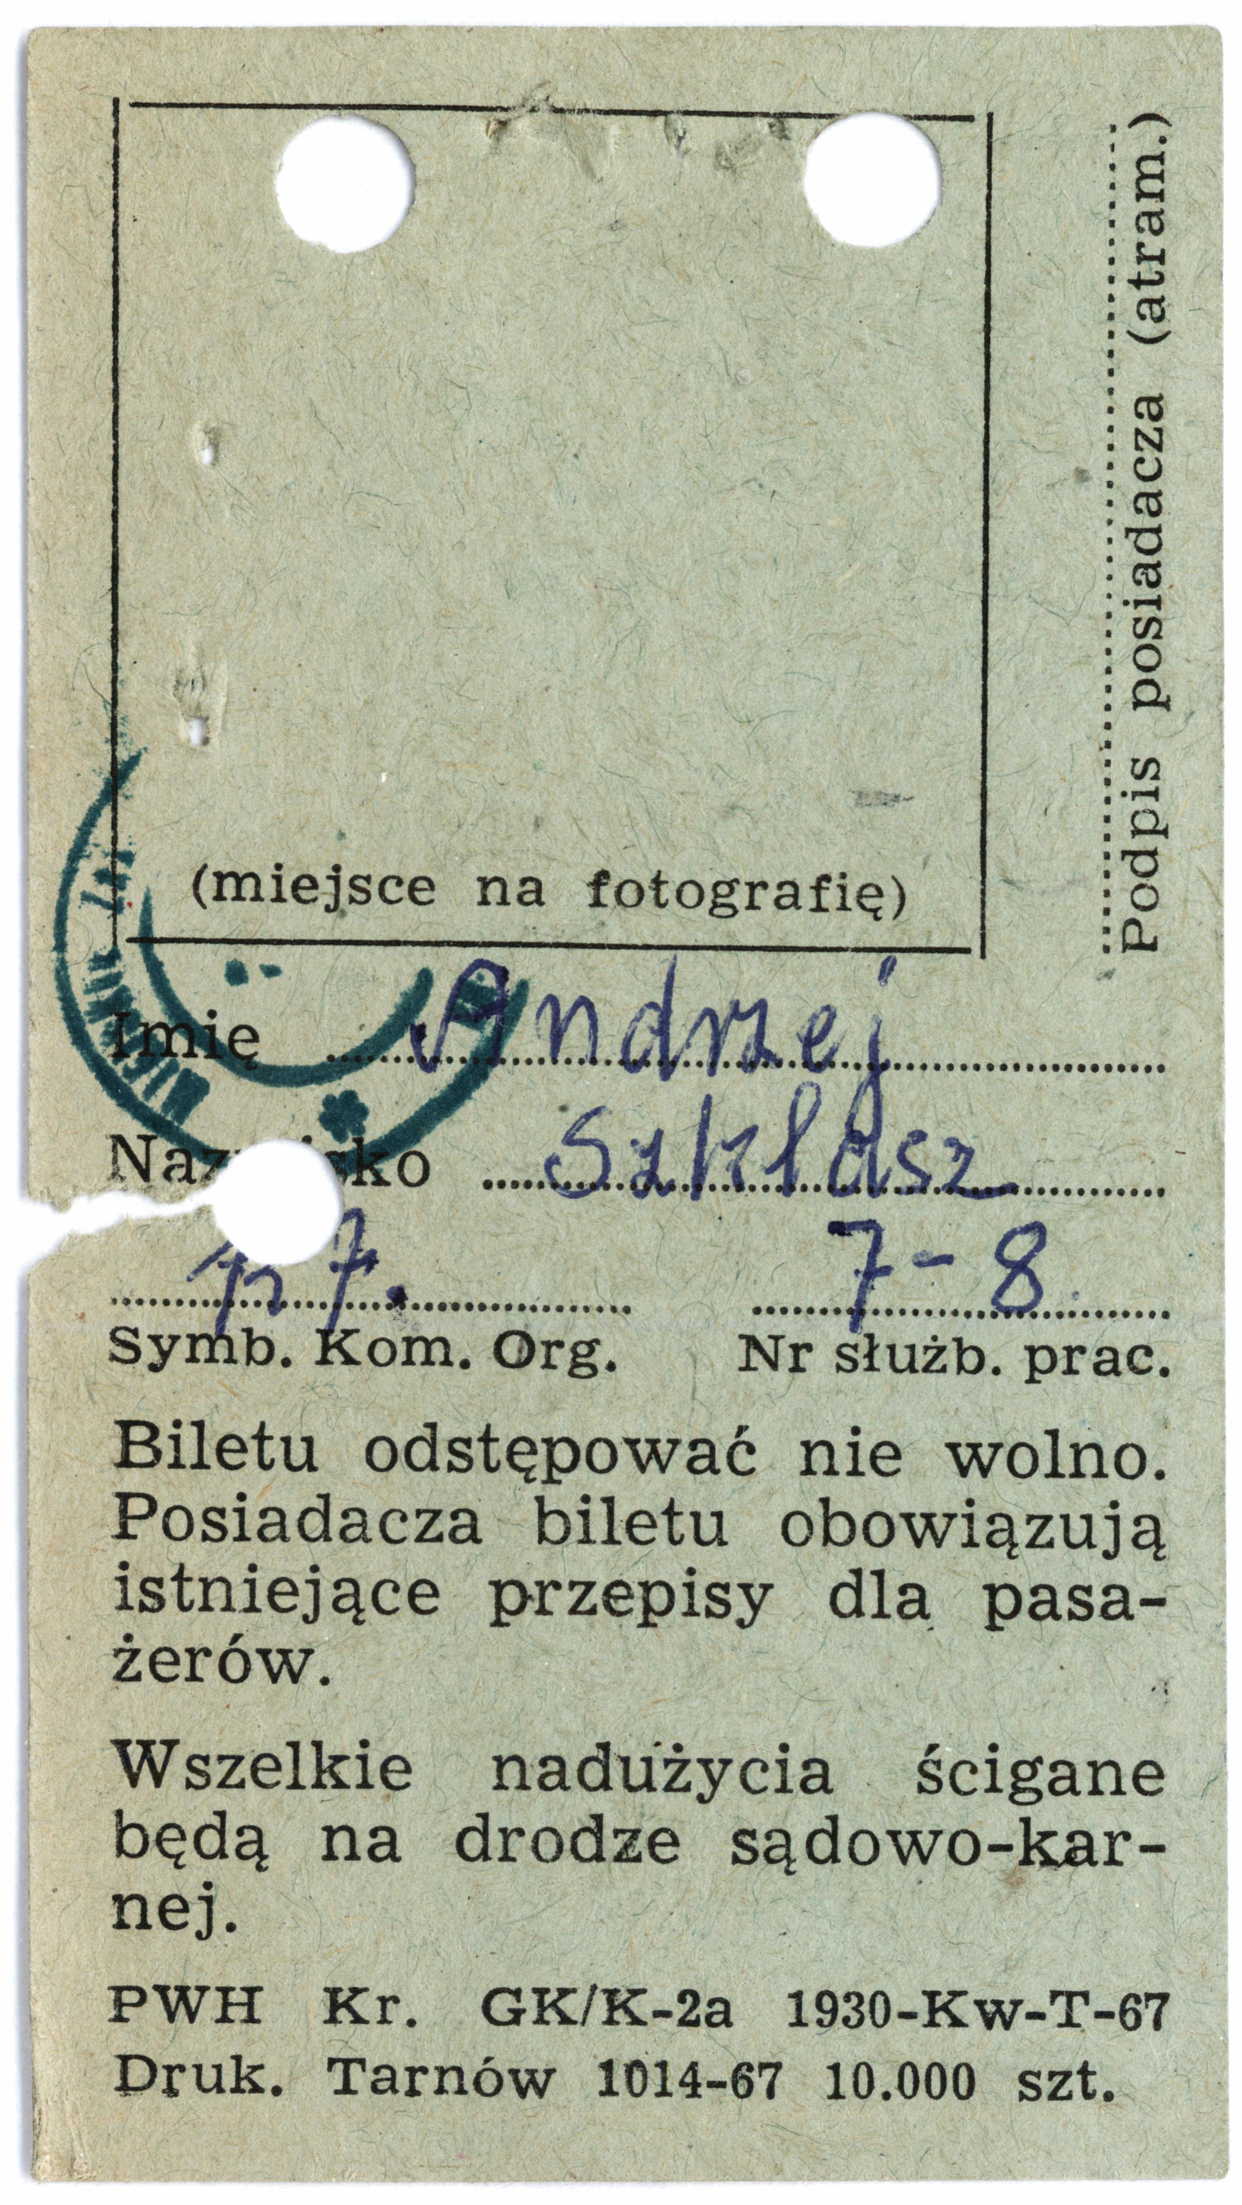 (miejsce na fotografię)
Podpis posiadacza (atram.)
Imię Andrzej
Szklasz
7-8
Symb. Kom. Org. Nr służb. prac.
Biletu odstępować nie wolno.
Posiadacza biletu obowiązują
istniejące przepisy dla pasa-
żerów.
Wszelkie nadużycia ścigane
będą na drodze sądowo-kar-
nej.
PWH Kr. GK/K-2a 1930-Kw-T-67
Druk. Tarnów 1014-67 10.000 szt.